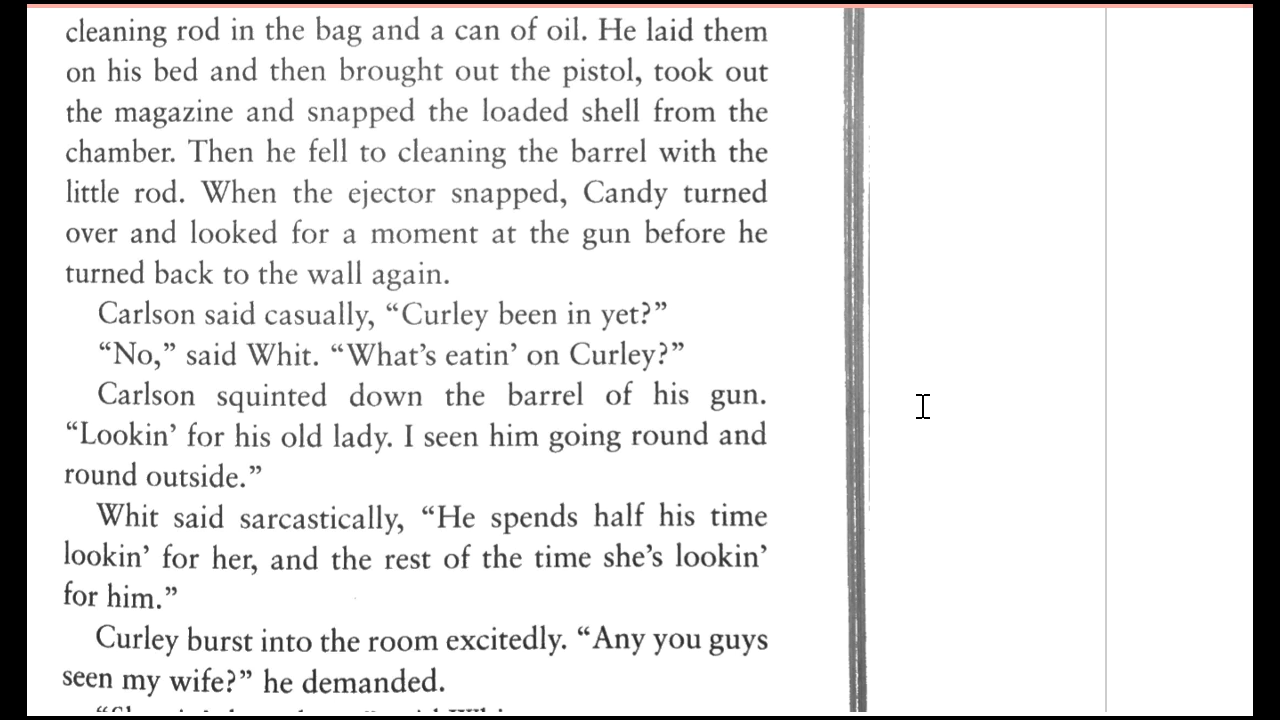 cleaning rod in the bag and a can of oil. He laid them
on his bed and then brought out the pistol, took out
the magazine and snapped the loaded shell from the
chamber. Then he fell to cleaning the barrel with the
little rod. When the ejector snapped, Candy turned
over and looked for a moment at the gun before he
turned back to the wall again.
Carlson said casually, “Curley been in yet?”
“No,” said Whit. “What’s eatin’ on Curley?”
Carlson squinted down the barrel of his gun.
“Lookin’ for his old lady. I seen him going round and
round outside.”
Whit said sarcastically, “He spends half his time
lookin’ for her, and the rest of the time she’s lookin’
for him.”
Curley burst into the room excitedly. “Any you guys
seen my wife?” he demanded.